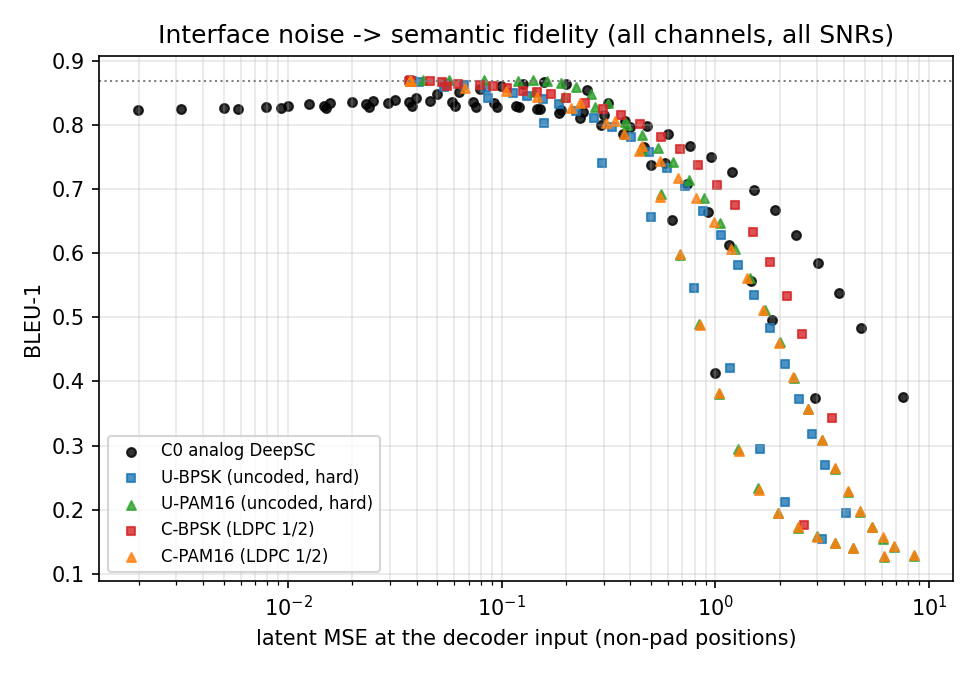 Interface noise -> semantic fidelity (all channels, all SNRs)
0.9
0.8
0.7
0.6
0.5
0.4
0.3
0.2
0.1
BLEU-1
C0 analog DeepSC
U-BPSK (uncoded, hard)
U-PAM16 (uncoded, hard)
C-BPSK (LDPC 1/2)
C-PAM16 (LDPC 1/2)
10⁻² 10⁻¹ 10⁰ 10¹
latent MSE at the decoder input (non-pad positions)